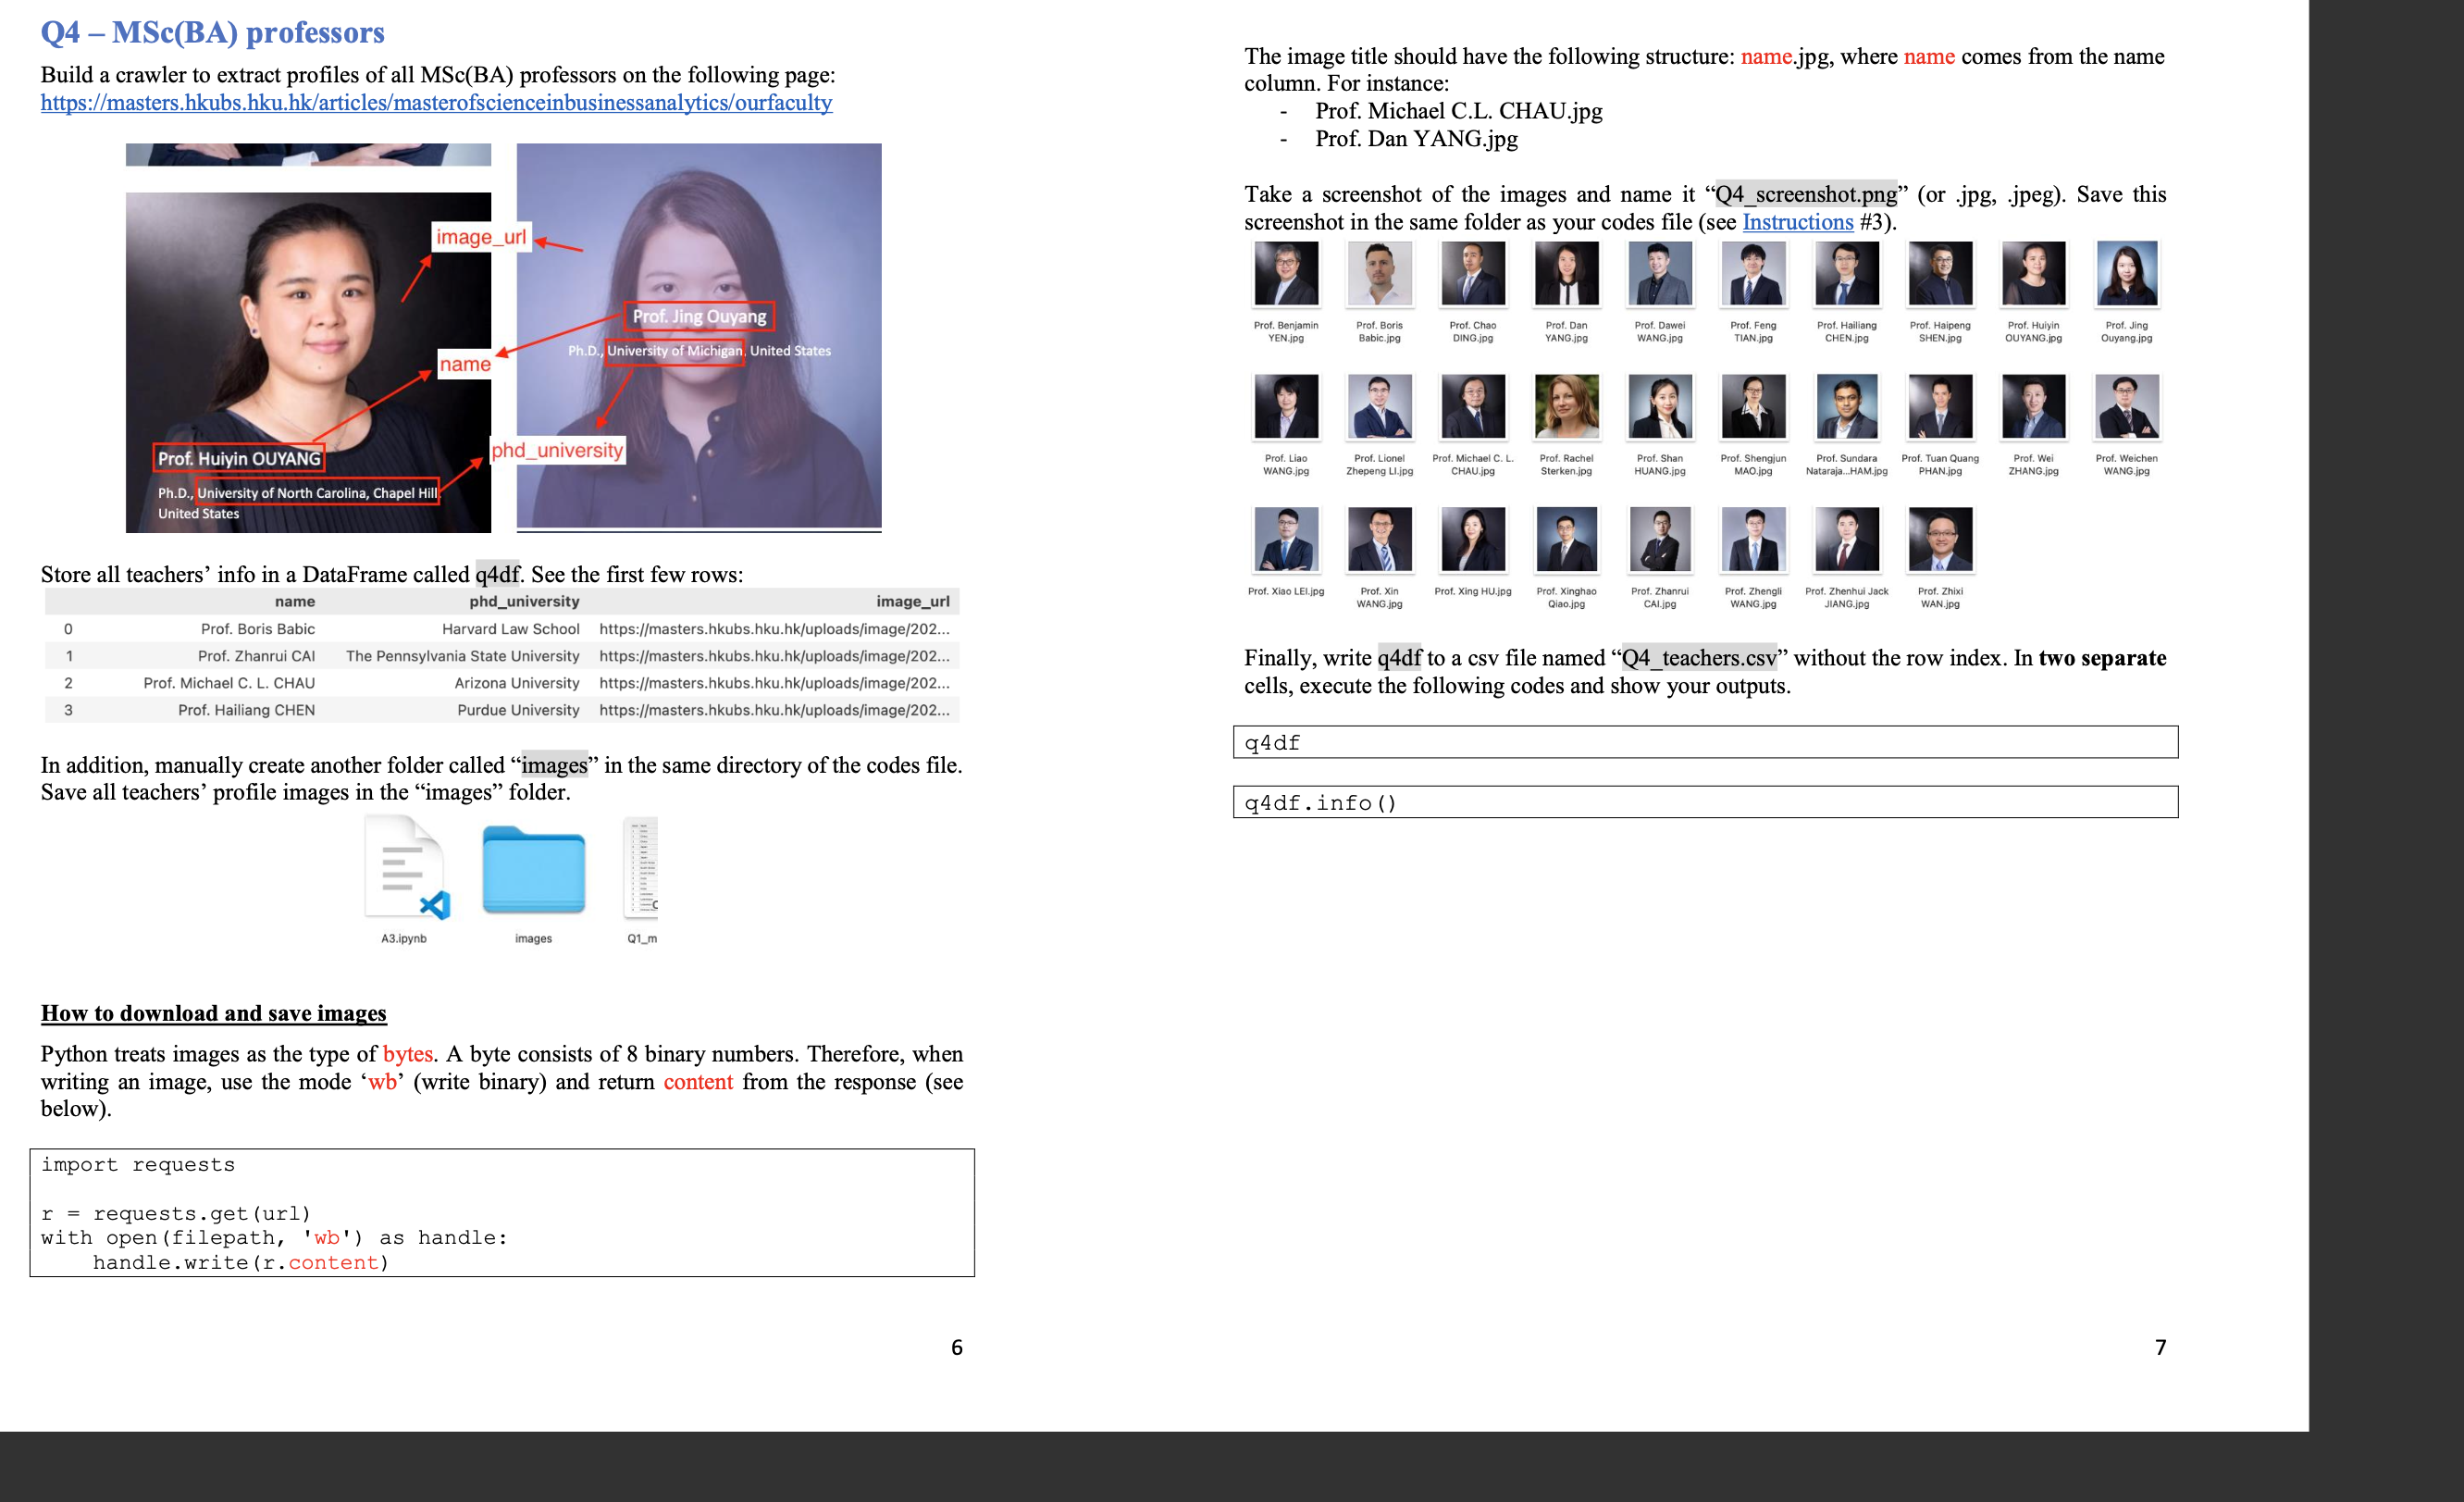 Q4 – MSc(BA) professors
Build a crawler to extract profiles of all MSc(BA) professors on the following page:
https://masters.hkubs.hku.hk/articles/masterofscienceinbusinessanalytics/ourfaculty
image_url
Prof. Jing Ouyang
Ph.D., University of Michigan, United States
name
phd_university
Prof. Huiyin OUYANG
Ph.D., University of North Carolina, Chapel Hill
United States
Store all teachers’ info in a DataFrame called q4df. See the first few rows:
name phd_university image_url
0 Prof. Boris Babic Harvard Law School https://masters.hkubs.hku.hk/uploads/image/202...
1 Prof. Zhanrui CAI The Pennsylvania State University https://masters.hkubs.hku.hk/uploads/image/202...
2 Prof. Michael C. L. CHAU Arizona University https://masters.hkubs.hku.hk/uploads/image/202...
3 Prof. Hailiang CHEN Purdue University https://masters.hkubs.hku.hk/uploads/image/202...
In addition, manually create another folder called “images” in the same directory of the codes file.
Save all teachers’ profile images in the “images” folder.
A3.ipynb images Q1_m
How to download and save images
Python treats images as the type of bytes. A byte consists of 8 binary numbers. Therefore, when
writing an image, use the mode ‘wb’ (write binary) and return content from the response (see
below).
import requests
r = requests.get(url)
with open(filepath, 'wb') as handle:
    handle.write(r.content)
6
The image title should have the following structure: name.jpg, where name comes from the name
column. For instance:
- Prof. Michael C.L. CHAU.jpg
- Prof. Dan YANG.jpg
Take a screenshot of the images and name it “Q4_screenshot.png” (or .jpg, .jpeg). Save this
screenshot in the same folder as your codes file (see Instructions #3).
Prof. Benjamin Prof. Boris Prof. Chao Prof. Dan Prof. Dawei Prof. Feng Prof. Hailiang Prof. Haipeng Prof. Huiyin Prof. Jing
YEN.jpg Babic.jpg DING.jpg YANG.jpg WANG.jpg TIAN.jpg CHEN.jpg SHEN.jpg OUYANG.jpg Ouyang.jpg
Prof. Liao Prof. Lionel Prof. Michael C. L. Prof. Rachel Prof. Shan Prof. Shengjun Prof. Sundara Prof. Tuan Quang Prof. Wei Prof. Weichen
WANG.jpg Zhepeng LI.jpg CHAU.jpg Sterken.jpg HUANG.jpg MAO.jpg Nataraja...HAM.jpg PHAN.jpg ZHANG.jpg WANG.jpg
Prof. Xiao LEI.jpg Prof. Xin Prof. Xing HU.jpg Prof. Xinghao Prof. Zhanrui Prof. Zhengli Prof. Zhenhui Jack Prof. Zhixi
WANG.jpg Qiao.jpg CAI.jpg WANG.jpg JIANG.jpg WAN.jpg
Finally, write q4df to a csv file named “Q4_teachers.csv” without the row index. In two separate
cells, execute the following codes and show your outputs.
q4df
q4df.info()
7